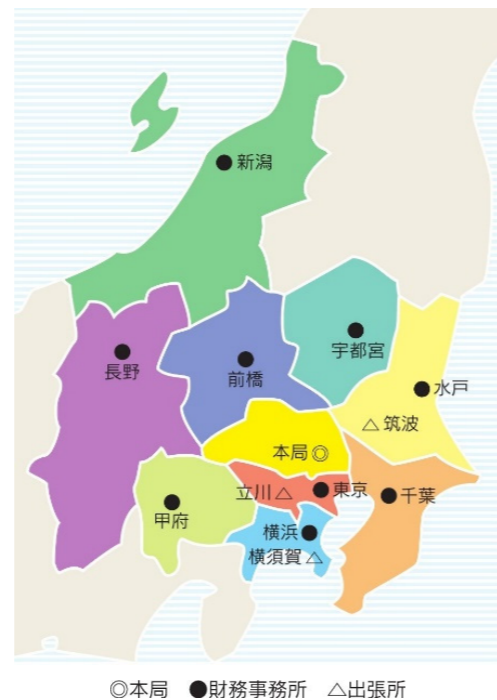 ●新潟
●長野
●前橋
●宇都宮
●水戸
△筑波
本局◎
立川△
●東京
●千葉
●甲府
横浜●
横須賀△
◎本局 ●財務事務所 △出張所